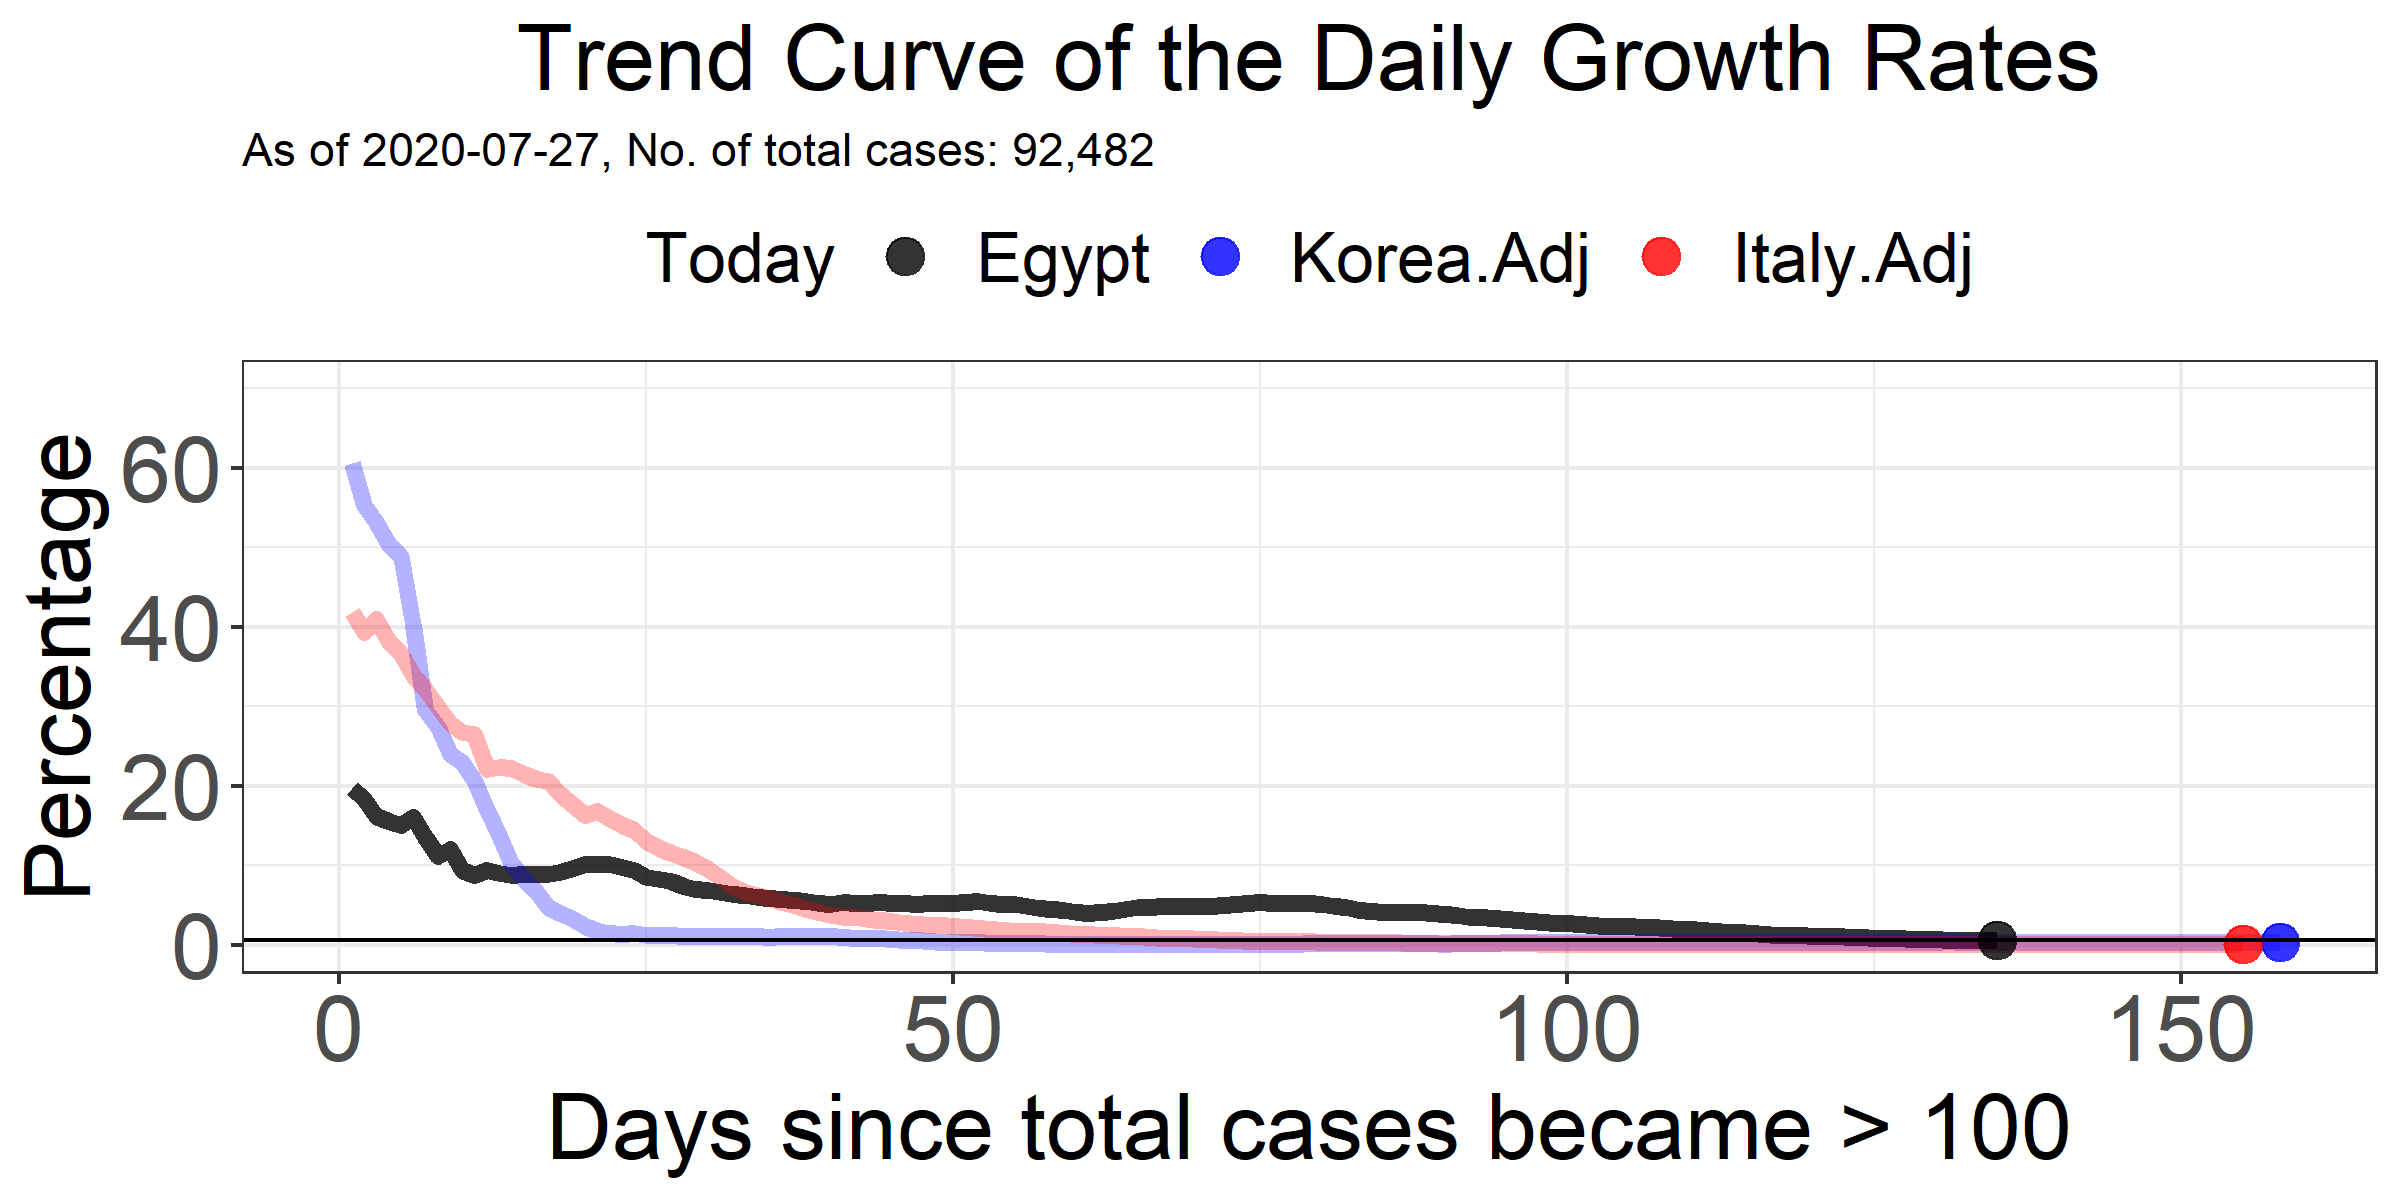 Trend Curve of the Daily Growth Rates
As of 2020-07-27, No. of total cases: 92,482
Today Egypt Korea.Adj Italy.Adj
Percentage
60
40
20
0
0 50 100 150
Days since total cases became > 100